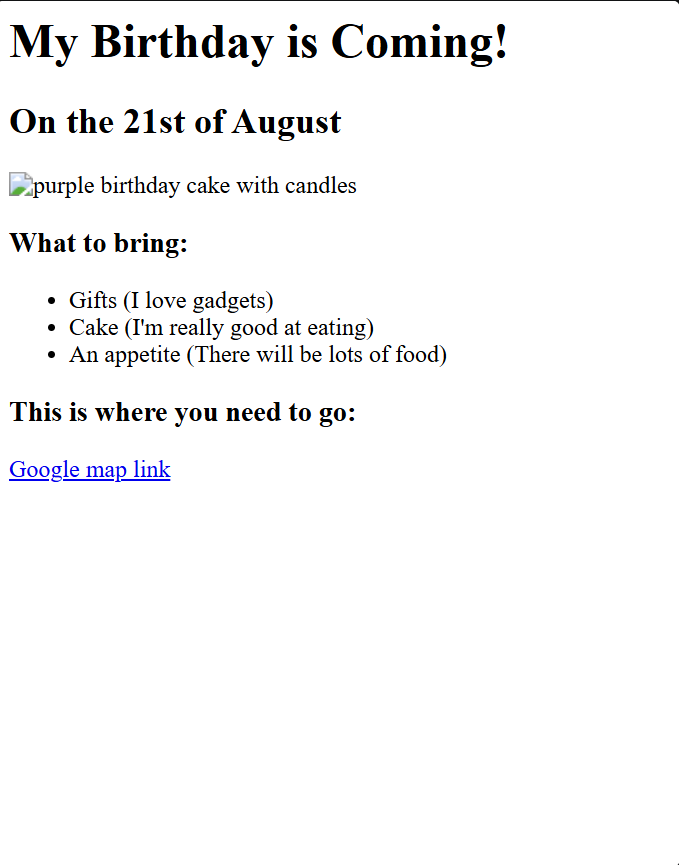 My Birthday is Coming!
On the 21st of August
purple birthday cake with candles
What to bring:
Gifts (I love gadgets)
Cake (I'm really good at eating)
An appetite (There will be lots of food)
This is where you need to go:
Google map link